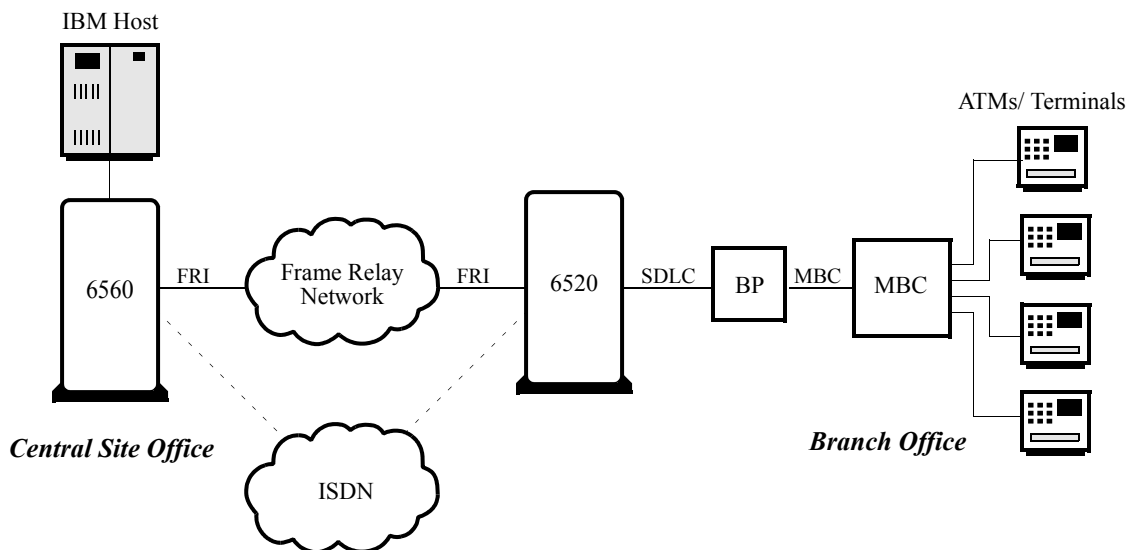 IBM Host
ATMs/ Terminals
6560
FRI
Frame Relay
Network
FRI
6520
SDLC
BP
MBC
MBC
Central Site Office
Branch Office
ISDN